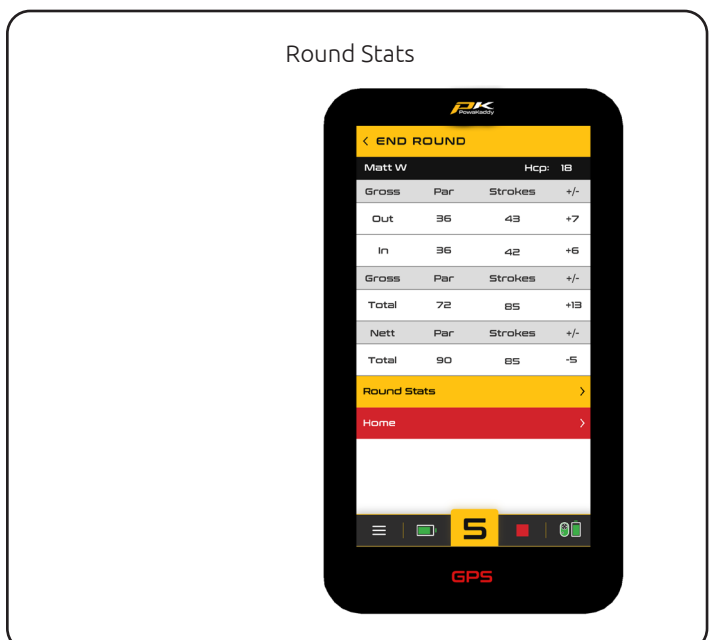 Round Stats
PK
PowaKaddy
< END ROUND
Matt W Hcp: 18
Gross Par Strokes +/-
Out 36 43 +7
In 36 42 +6
Gross Par Strokes +/-
Total 72 85 +13
Nett Par Strokes +/-
Total 90 85 -5
Round Stats >
Home >
5
GPS